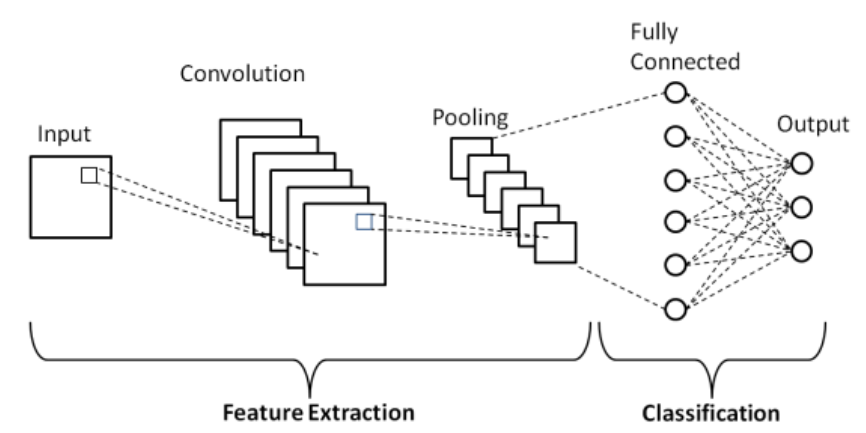 Input
Convolution
Pooling
Fully
Connected
Output
Feature Extraction
Classification